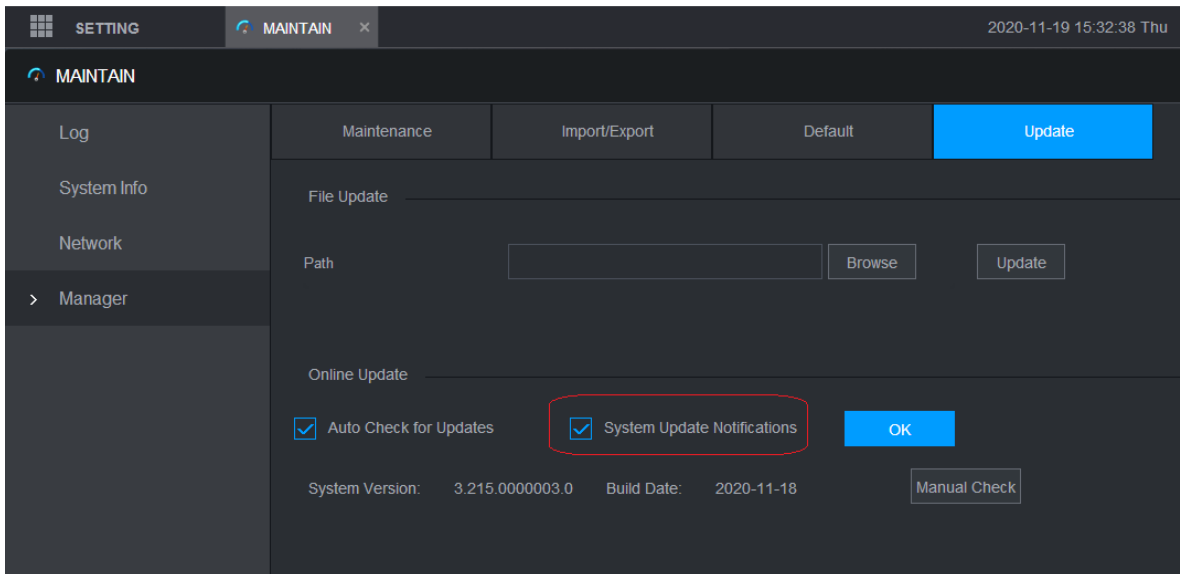 SETTING MAINTAIN × 2020-11-19 15:32:38 Thu
MAINTAIN
Log
System Info
Network
> Manager
Maintenance Import/Export Default Update
File Update
Path Browse Update
Online Update
Auto Check for Updates System Update Notifications OK
System Version: 3.215.0000003.0 Build Date: 2020-11-18 Manual Check